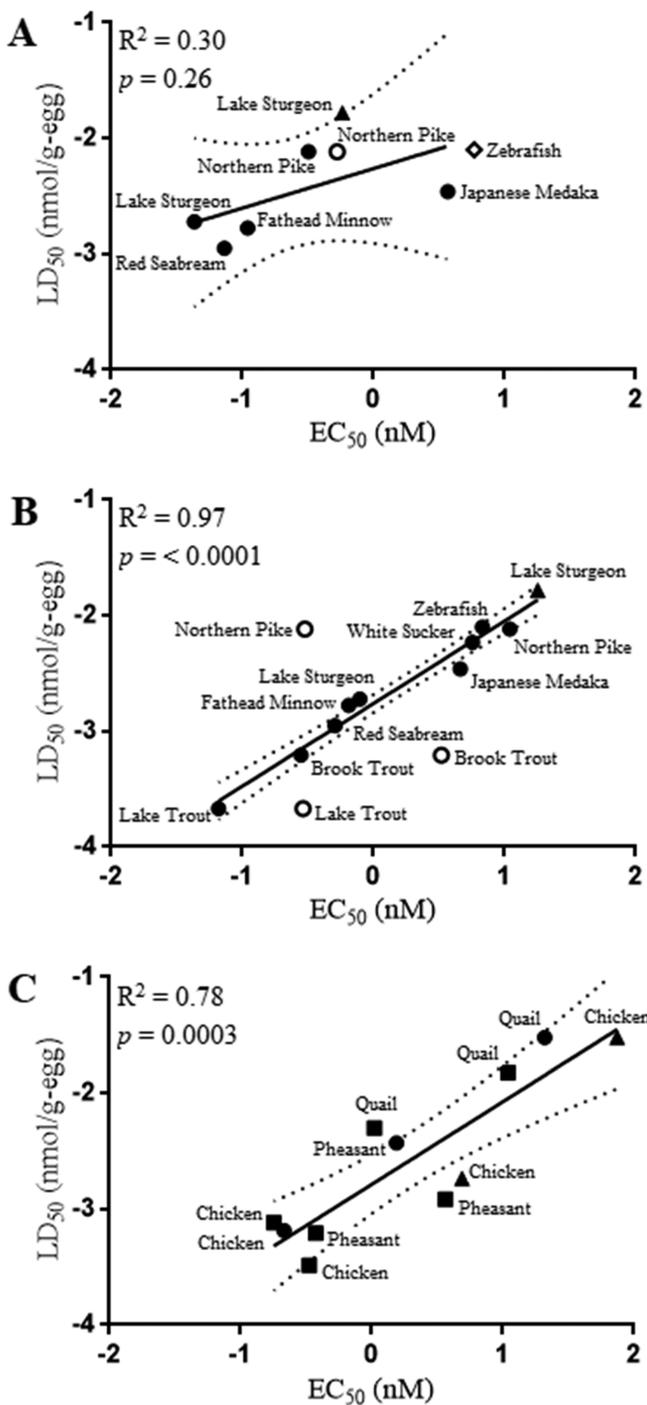 A
R² = 0.30
p = 0.26
-1
-2
-3
-4
LD₅₀ (nmol/g-egg)
Lake Sturgeon
Northern Pike
Northern Pike
Zebrafish
Lake Sturgeon
Japanese Medaka
Fathead Minnow
Red Seabream
-2
-1
0
1
2
EC₅₀ (nM)
B
R² = 0.97
p = < 0.0001
-1
-2
-3
-4
LD₅₀ (nmol/g-egg)
Lake Sturgeon
Zebrafish
Northern Pike
White Sucker
Northern Pike
Lake Sturgeon
Japanese Medaka
Fathead Minnow
Red Seabream
Brook Trout
Brook Trout
Lake Trout
Lake Trout
-2
-1
0
1
2
EC₅₀ (nM)
C
R² = 0.78
p = 0.0003
-1
-2
-3
-4
LD₅₀ (nmol/g-egg)
Quail
Chicken
Quail
Quail
Pheasant
Chicken
Chicken
Pheasant
Chicken
Pheasant
Chicken
-2
-1
0
1
2
EC₅₀ (nM)